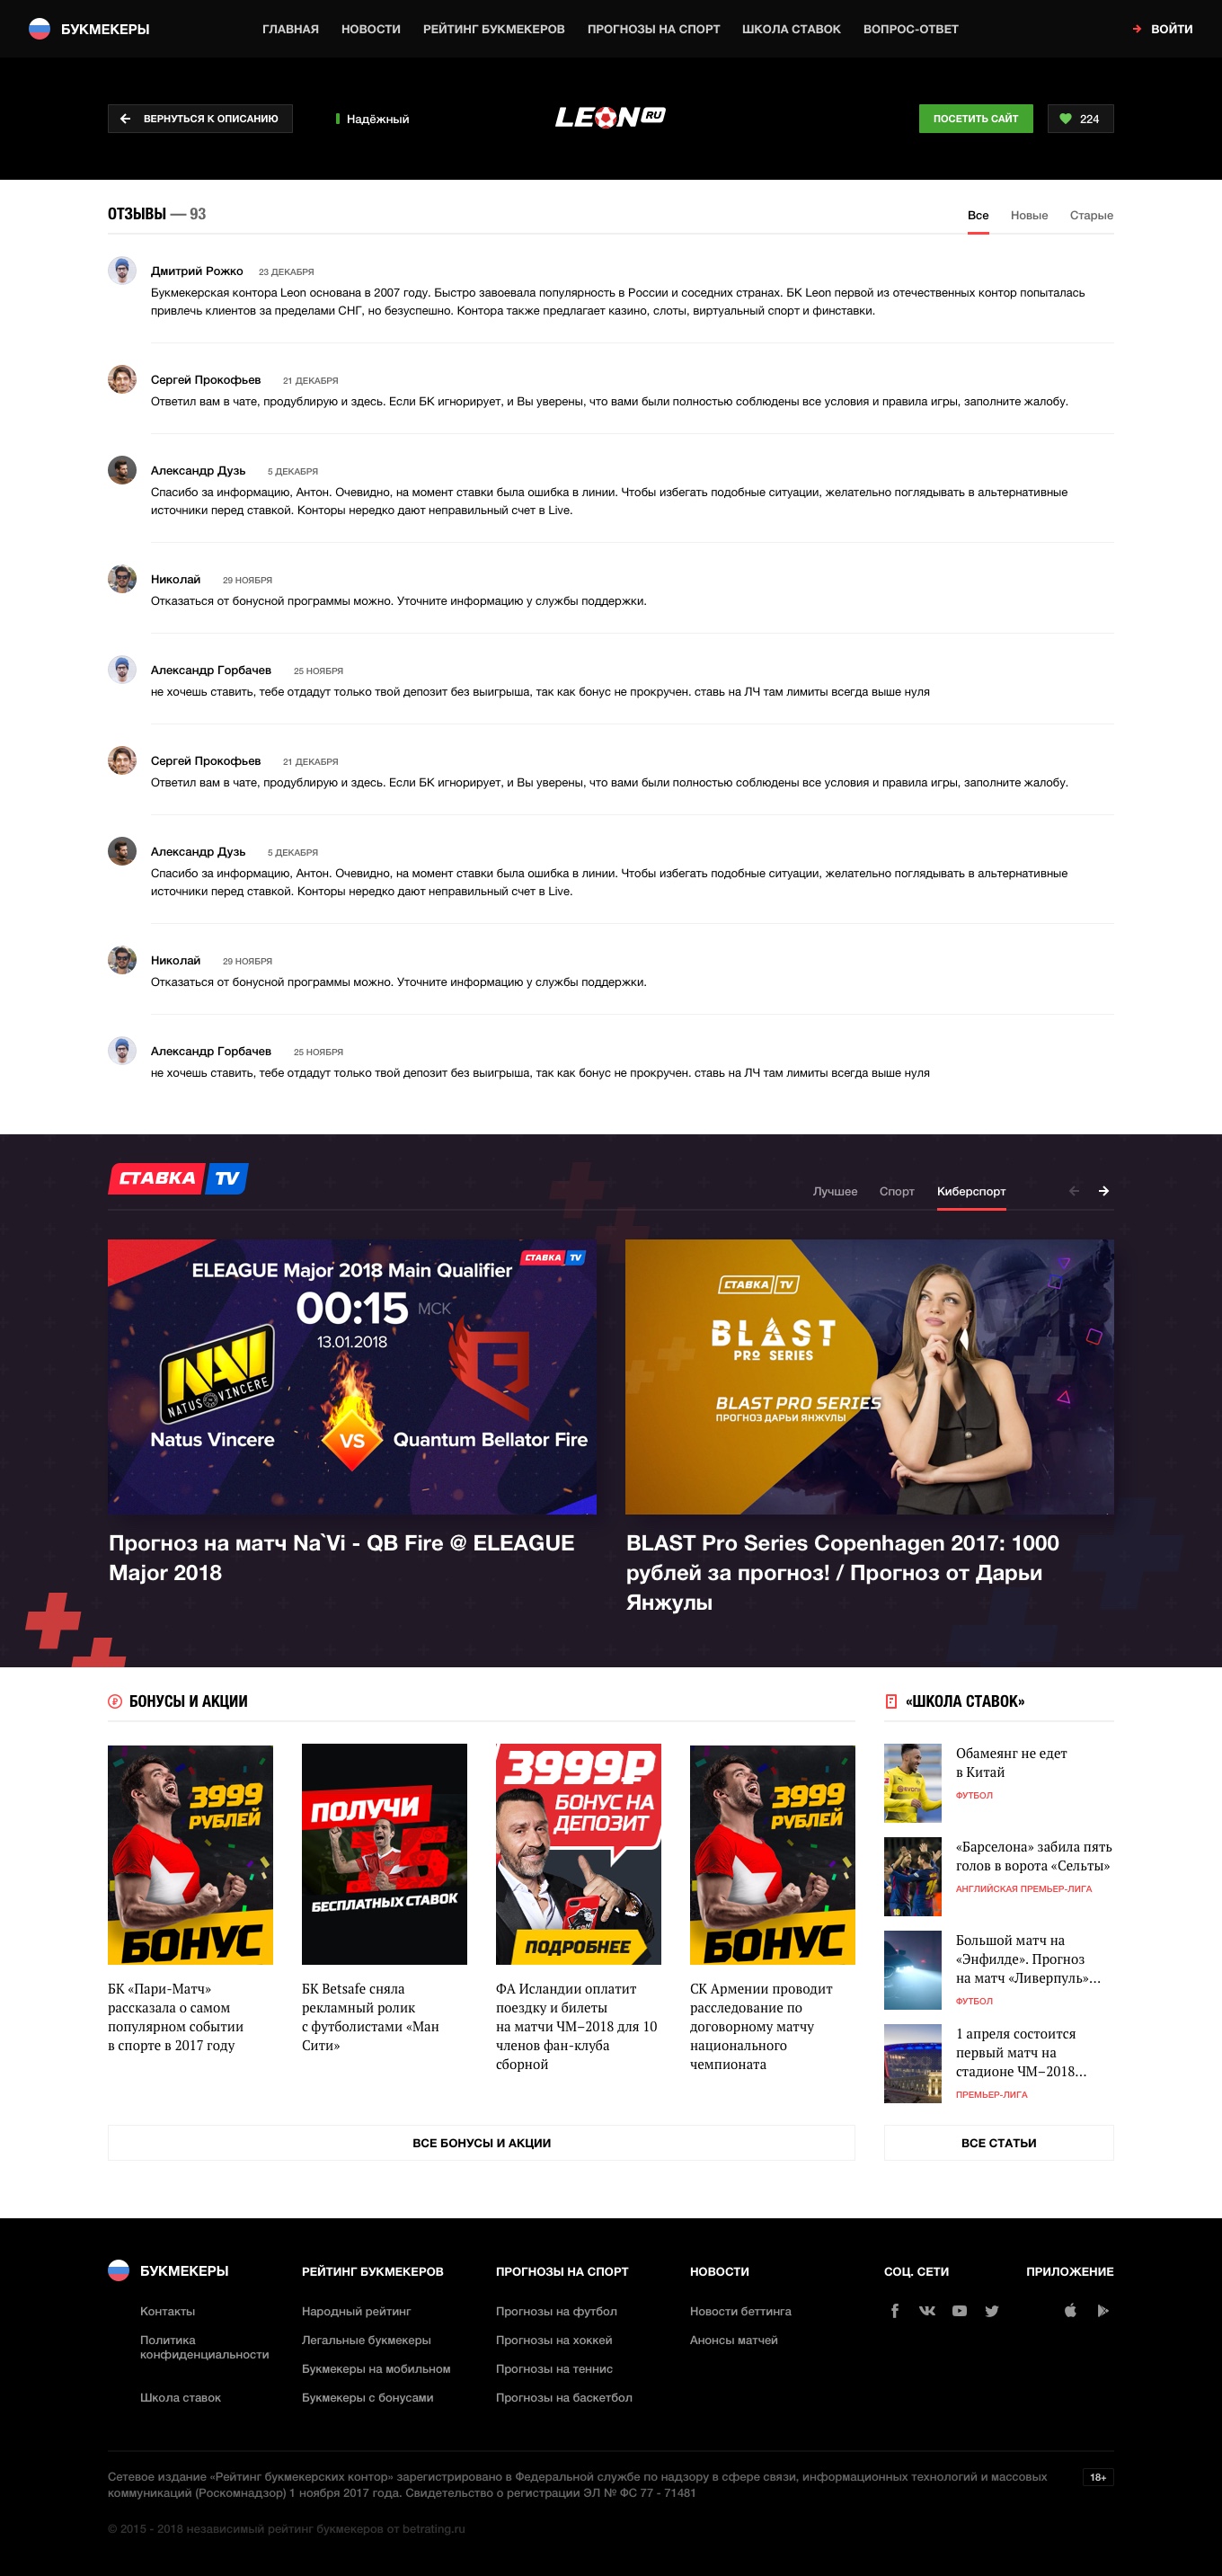 БУКМЕКЕРЫ
ГЛАВНАЯ НОВОСТИ РЕЙТИНГ БУКМЕКЕРОВ ПРОГНОЗЫ НА СПОРТ ШКОЛА СТАВОК ВОПРОС-ОТВЕТ
ВОЙТИ
ВЕРНУТЬСЯ К ОПИСАНИЮ
Надёжный
LEON RU
ПОСЕТИТЬ САЙТ
224
ОТЗЫВЫ — 93
Все Новые Старые
Дмитрий Рожко 23 ДЕКАБРЯ
Букмекерская контора Leon основана в 2007 году. Быстро завоевала популярность в России и соседних странах. БК Leon первой из отечественных контор попыталась
привлечь клиентов за пределами СНГ, но безуспешно. Контора также предлагает казино, слоты, виртуальный спорт и финставки.
Сергей Прокофьев 21 ДЕКАБРЯ
Ответил вам в чате, продублирую и здесь. Если БК игнорирует, и Вы уверены, что вами были полностью соблюдены все условия и правила игры, заполните жалобу.
Александр Дузь 5 ДЕКАБРЯ
Спасибо за информацию, Антон. Очевидно, на момент ставки была ошибка в линии. Чтобы избегать подобные ситуации, желательно поглядывать в альтернативные
источники перед ставкой. Конторы нередко дают неправильный счет в Live.
Николай 29 НОЯБРЯ
Отказаться от бонусной программы можно. Уточните информацию у службы поддержки.
Александр Горбачев 25 НОЯБРЯ
не хочешь ставить, тебе отдадут только твой депозит без выигрыша, так как бонус не прокручен. ставь на ЛЧ там лимиты всегда выше нуля
Сергей Прокофьев 21 ДЕКАБРЯ
Ответил вам в чате, продублирую и здесь. Если БК игнорирует, и Вы уверены, что вами были полностью соблюдены все условия и правила игры, заполните жалобу.
Александр Дузь 5 ДЕКАБРЯ
Спасибо за информацию, Антон. Очевидно, на момент ставки была ошибка в линии. Чтобы избегать подобные ситуации, желательно поглядывать в альтернативные
источники перед ставкой. Конторы нередко дают неправильный счет в Live.
Николай 29 НОЯБРЯ
Отказаться от бонусной программы можно. Уточните информацию у службы поддержки.
Александр Горбачев 25 НОЯБРЯ
не хочешь ставить, тебе отдадут только твой депозит без выигрыша, так как бонус не прокручен. ставь на ЛЧ там лимиты всегда выше нуля
СТАВКА TV
Лучшее Спорт Киберспорт
СТАВКА TV
ELEAGUE Major 2018 Main Qualifier
00:15 МСК
13.01.2018
NAVI
NATUS VINCERE
VS
Natus Vincere
Quantum Bellator Fire
Прогноз на матч Na`Vi - QB Fire @ ELEAGUE
Major 2018
СТАВКА TV
BLAST
PRO SERIES
BLAST PRO SERIES
ПРОГНОЗ ДАРЬИ ЯНЖУЛЫ
BLAST Pro Series Copenhagen 2017: 1000
рублей за прогноз! / Прогноз от Дарьи
Янжулы
БОНУСЫ И АКЦИИ
3999
РУБЛЕЙ
БОНУС
БК «Пари-Матч»
рассказала о самом
популярном событии
в спорте в 2017 году
ПОЛУЧИ
15
БЕСПЛАТНЫХ СТАВОК
БК Betsafe сняла
рекламный ролик
с футболистами «Ман
Сити»
3999₽
БОНУС НА
ДЕПОЗИТ
ПОДРОБНЕЕ
ФА Исландии оплатит
поездку и билеты
на матчи ЧМ–2018 для 10
членов фан-клуба
сборной
3999
РУБЛЕЙ
БОНУС
СК Армении проводит
расследование по
договорному матчу
национального
чемпионата
ВСЕ БОНУСЫ И АКЦИИ
«ШКОЛА СТАВОК»
Обамеянг не едет
в Китай
ФУТБОЛ
«Барселона» забила пять
голов в ворота «Сельты»
АНГЛИЙСКАЯ ПРЕМЬЕР-ЛИГА
Большой матч на
«Энфилде». Прогноз
на матч «Ливерпуль»...
ФУТБОЛ
1 апреля состоится
первый матч на
стадионе ЧМ–2018...
ПРЕМЬЕР-ЛИГА
ВСЕ СТАТЬИ
БУКМЕКЕРЫ
Контакты
Политика
конфиденциальности
Школа ставок
РЕЙТИНГ БУКМЕКЕРОВ
Народный рейтинг
Легальные букмекеры
Букмекеры на мобильном
Букмекеры с бонусами
ПРОГНОЗЫ НА СПОРТ
Прогнозы на футбол
Прогнозы на хоккей
Прогнозы на теннис
Прогнозы на баскетбол
НОВОСТИ
Новости беттинга
Анонсы матчей
СОЦ. СЕТИ
ПРИЛОЖЕНИЕ
Сетевое издание «Рейтинг букмекерских контор» зарегистрировано в Федеральной службе по надзору в сфере связи, информационных технологий и массовых
коммуникаций (Роскомнадзор) 1 ноября 2017 года. Свидетельство о регистрации ЭЛ № ФС 77 - 71481
18+
© 2015 - 2018 независимый рейтинг букмекеров от betrating.ru